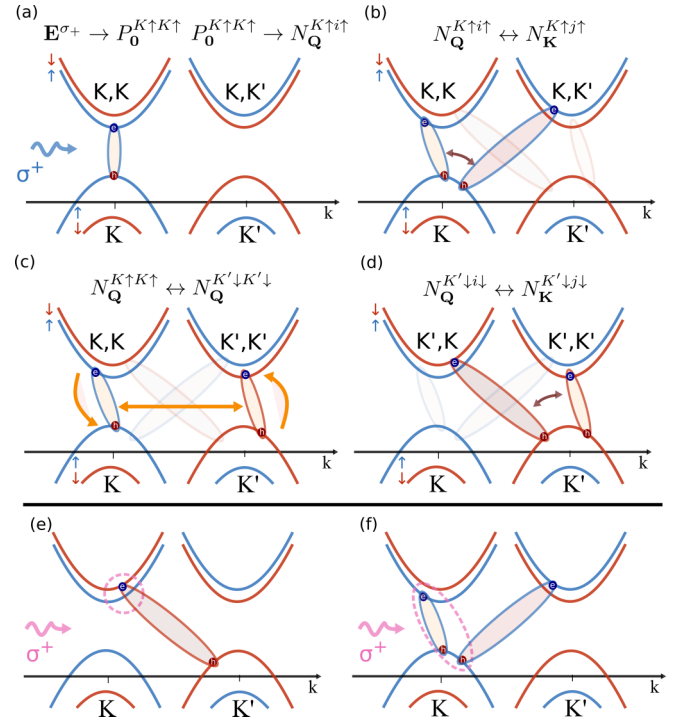 (a) E^σ+ → P_0^K↑K↑ P_0^K↑K↑ → N_Q^K↑i↑
↓
↑
K,K K,K'
e
σ+
h
↑
↓
K K' k
(b) N_Q^K↑i↑ ↔ N_K^K↑j↑
↓
↑
K,K K,K'
e e
h h
↑
↓
K K' k
(c) N_Q^K↑K↑ ↔ N_Q^K'↓K'↓
↓
↑
K,K K',K'
e e
h h
↑
↓
K K' k
(d) N_Q^K'↓i↓ ↔ N_K^K'↓j↓
↓
↑
K',K K',K'
e e
h h
↑
↓
K K' k
(e)
e
σ+
h
K K' k
(f)
e e
σ+
h h
K K' k